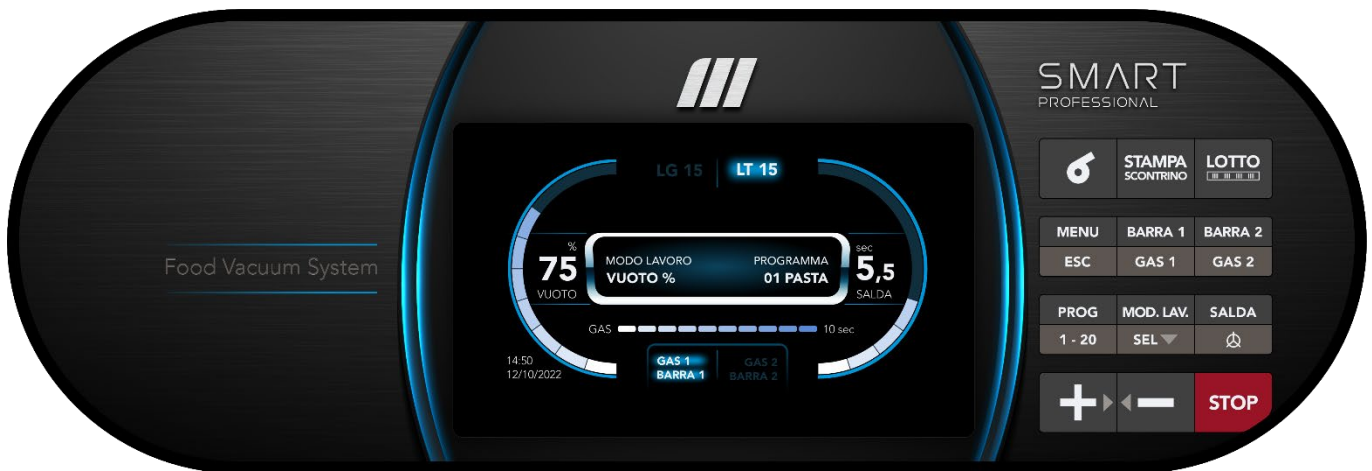 Food Vacuum System
LG 15 LT 15
% 75 VUOTO
MODO LAVORO PROGRAMMA
VUOTO % 01 PASTA
sec 5,5 SALDA
GAS 10 sec
14:50
12/10/2022
GAS 1 GAS 2
BARRA 1 BARRA 2
SMART
PROFESSIONAL
STAMPA
SCONTRINO
LOTTO
MENU BARRA 1 BARRA 2
ESC GAS 1 GAS 2
PROG MOD. LAV. SALDA
1 - 20 SEL
STOP